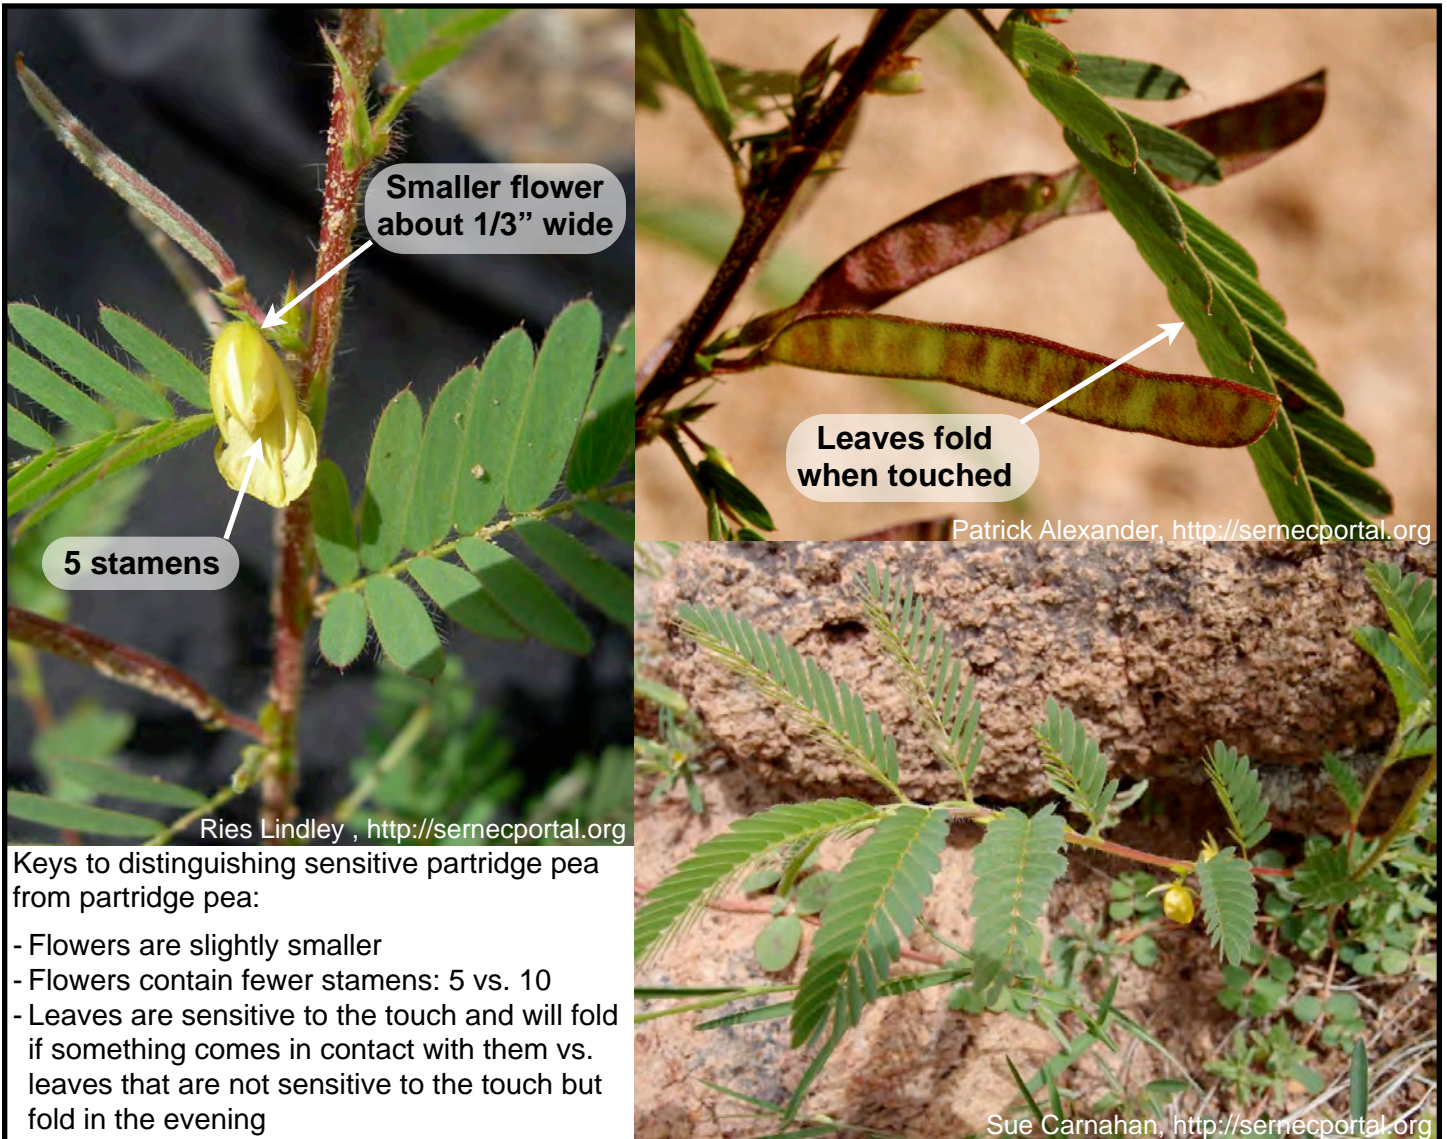 Smaller flower
about 1/3” wide
5 stamens
Ries Lindley , http://sernecportal.org
Leaves fold
when touched
Patrick Alexander, http://sernecportal.org
Keys to distinguishing sensitive partridge pea
from partridge pea:
- Flowers are slightly smaller
- Flowers contain fewer stamens: 5 vs. 10
- Leaves are sensitive to the touch and will fold
if something comes in contact with them vs.
leaves that are not sensitive to the touch but
fold in the evening
Sue Carnahan, http://sernecportal.org